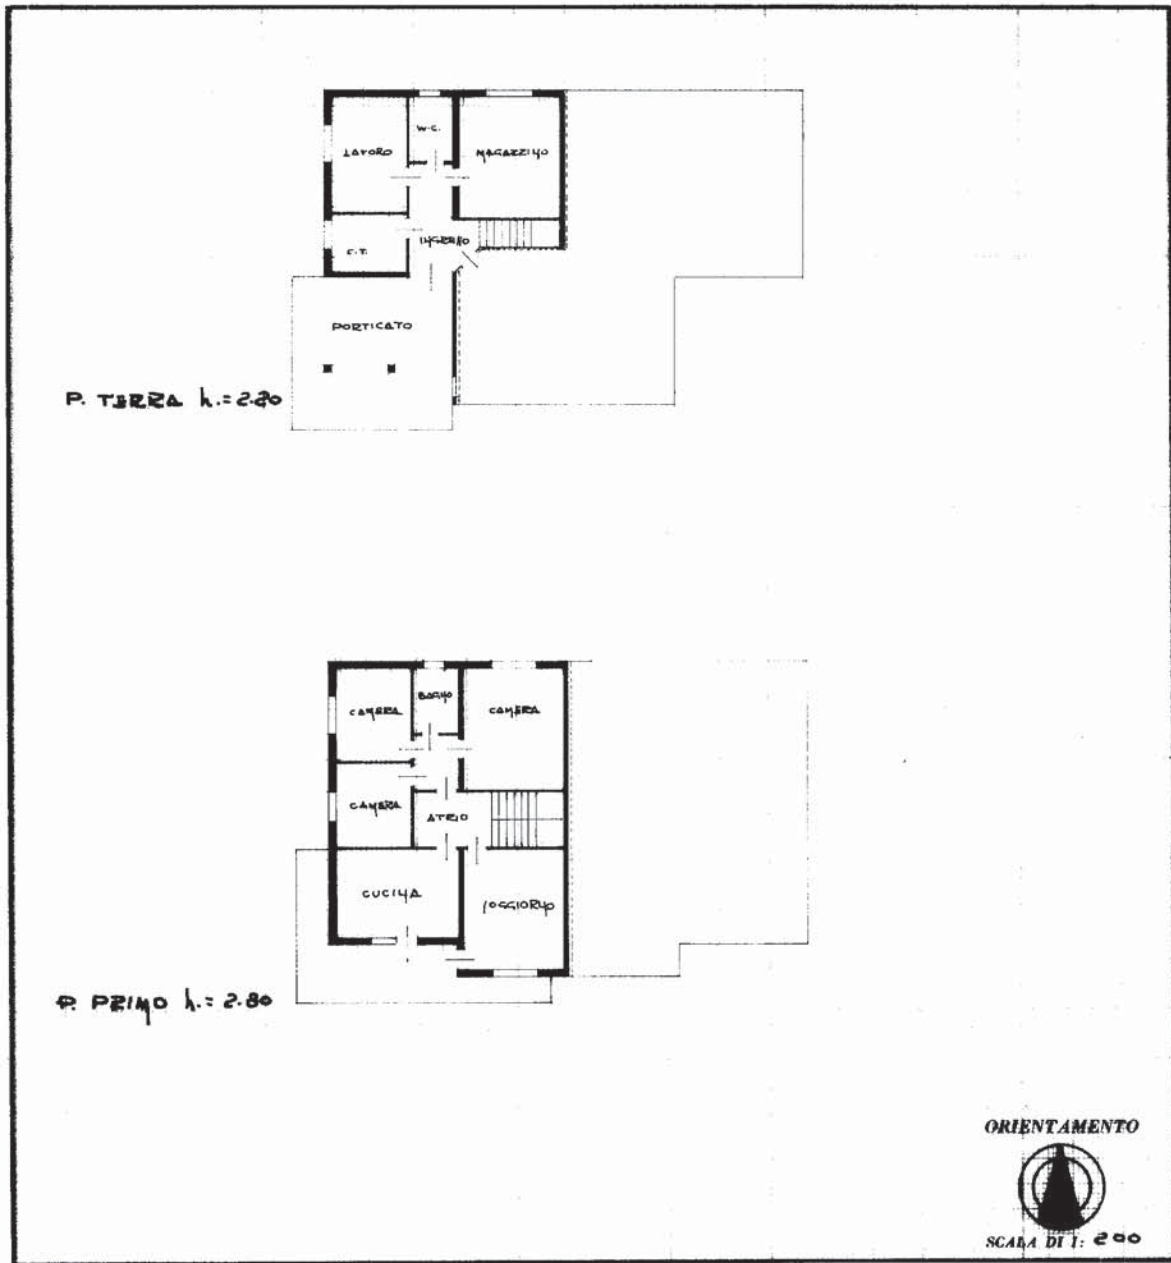 W.C.
LAVORO
MAGAZZINO
INGRESSO
C.T.
PORTICATO
P. TERRA h.= 2.20
BAGNO
CAMERA
CAMERA
CAMERA
ATRIO
CUCINA
SOGGIORNO
P. PRIMO h.= 2.80
ORIENTAMENTO
SCALA DI 1: 200